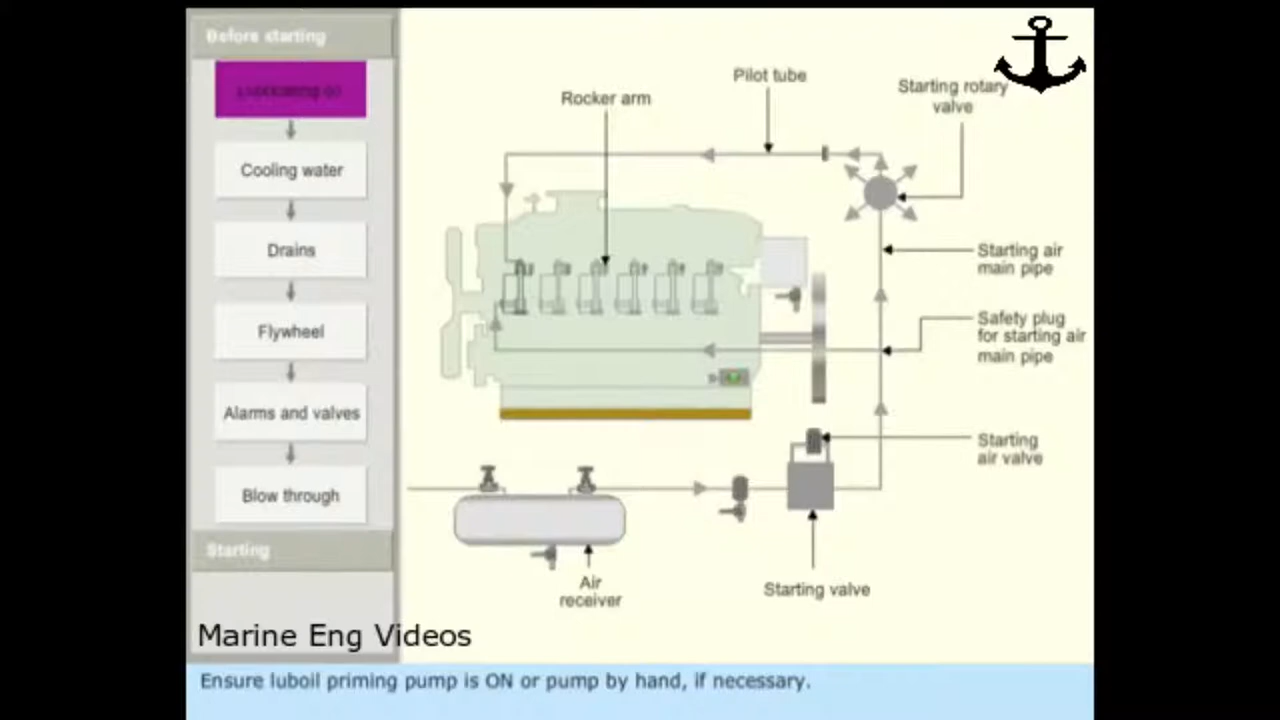 Before starting
Cooling water
Drains
Flywheel
Alarms and valves
Blow through
Starting
Rocker arm
Pilot tube
Starting rotary
valve
Starting air
main pipe
Safety plug
for starting air
main pipe
Starting
air valve
Air
receiver
Starting valve
Marine Eng Videos
Ensure luboil priming pump is ON or pump by hand, if necessary.